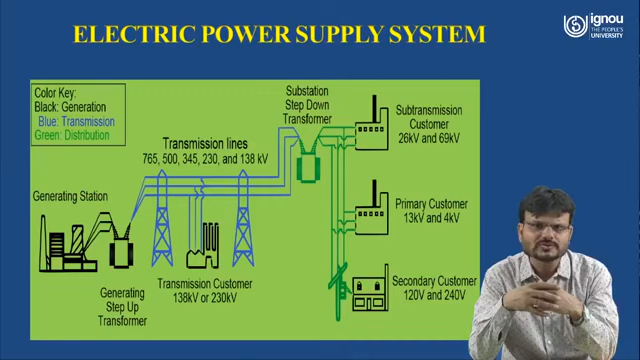 ELECTRIC POWER SUPPLY SYSTEM
ignou
THE PEOPLE'S
UNIVERSITY
Color Key:
Black: Generation
Blue: Transmission
Green: Distribution
Substation
Step Down
Transformer
Subtransmission
Customer
26kV and 69kV
Transmission lines
765, 500, 345, 230, and 138 kV
Generating Station
Primary Customer
13kV and 4kV
Generating
Step Up
Transformer
Transmission Customer
138kV or 230kV
Secondary Customer
120V and 240V